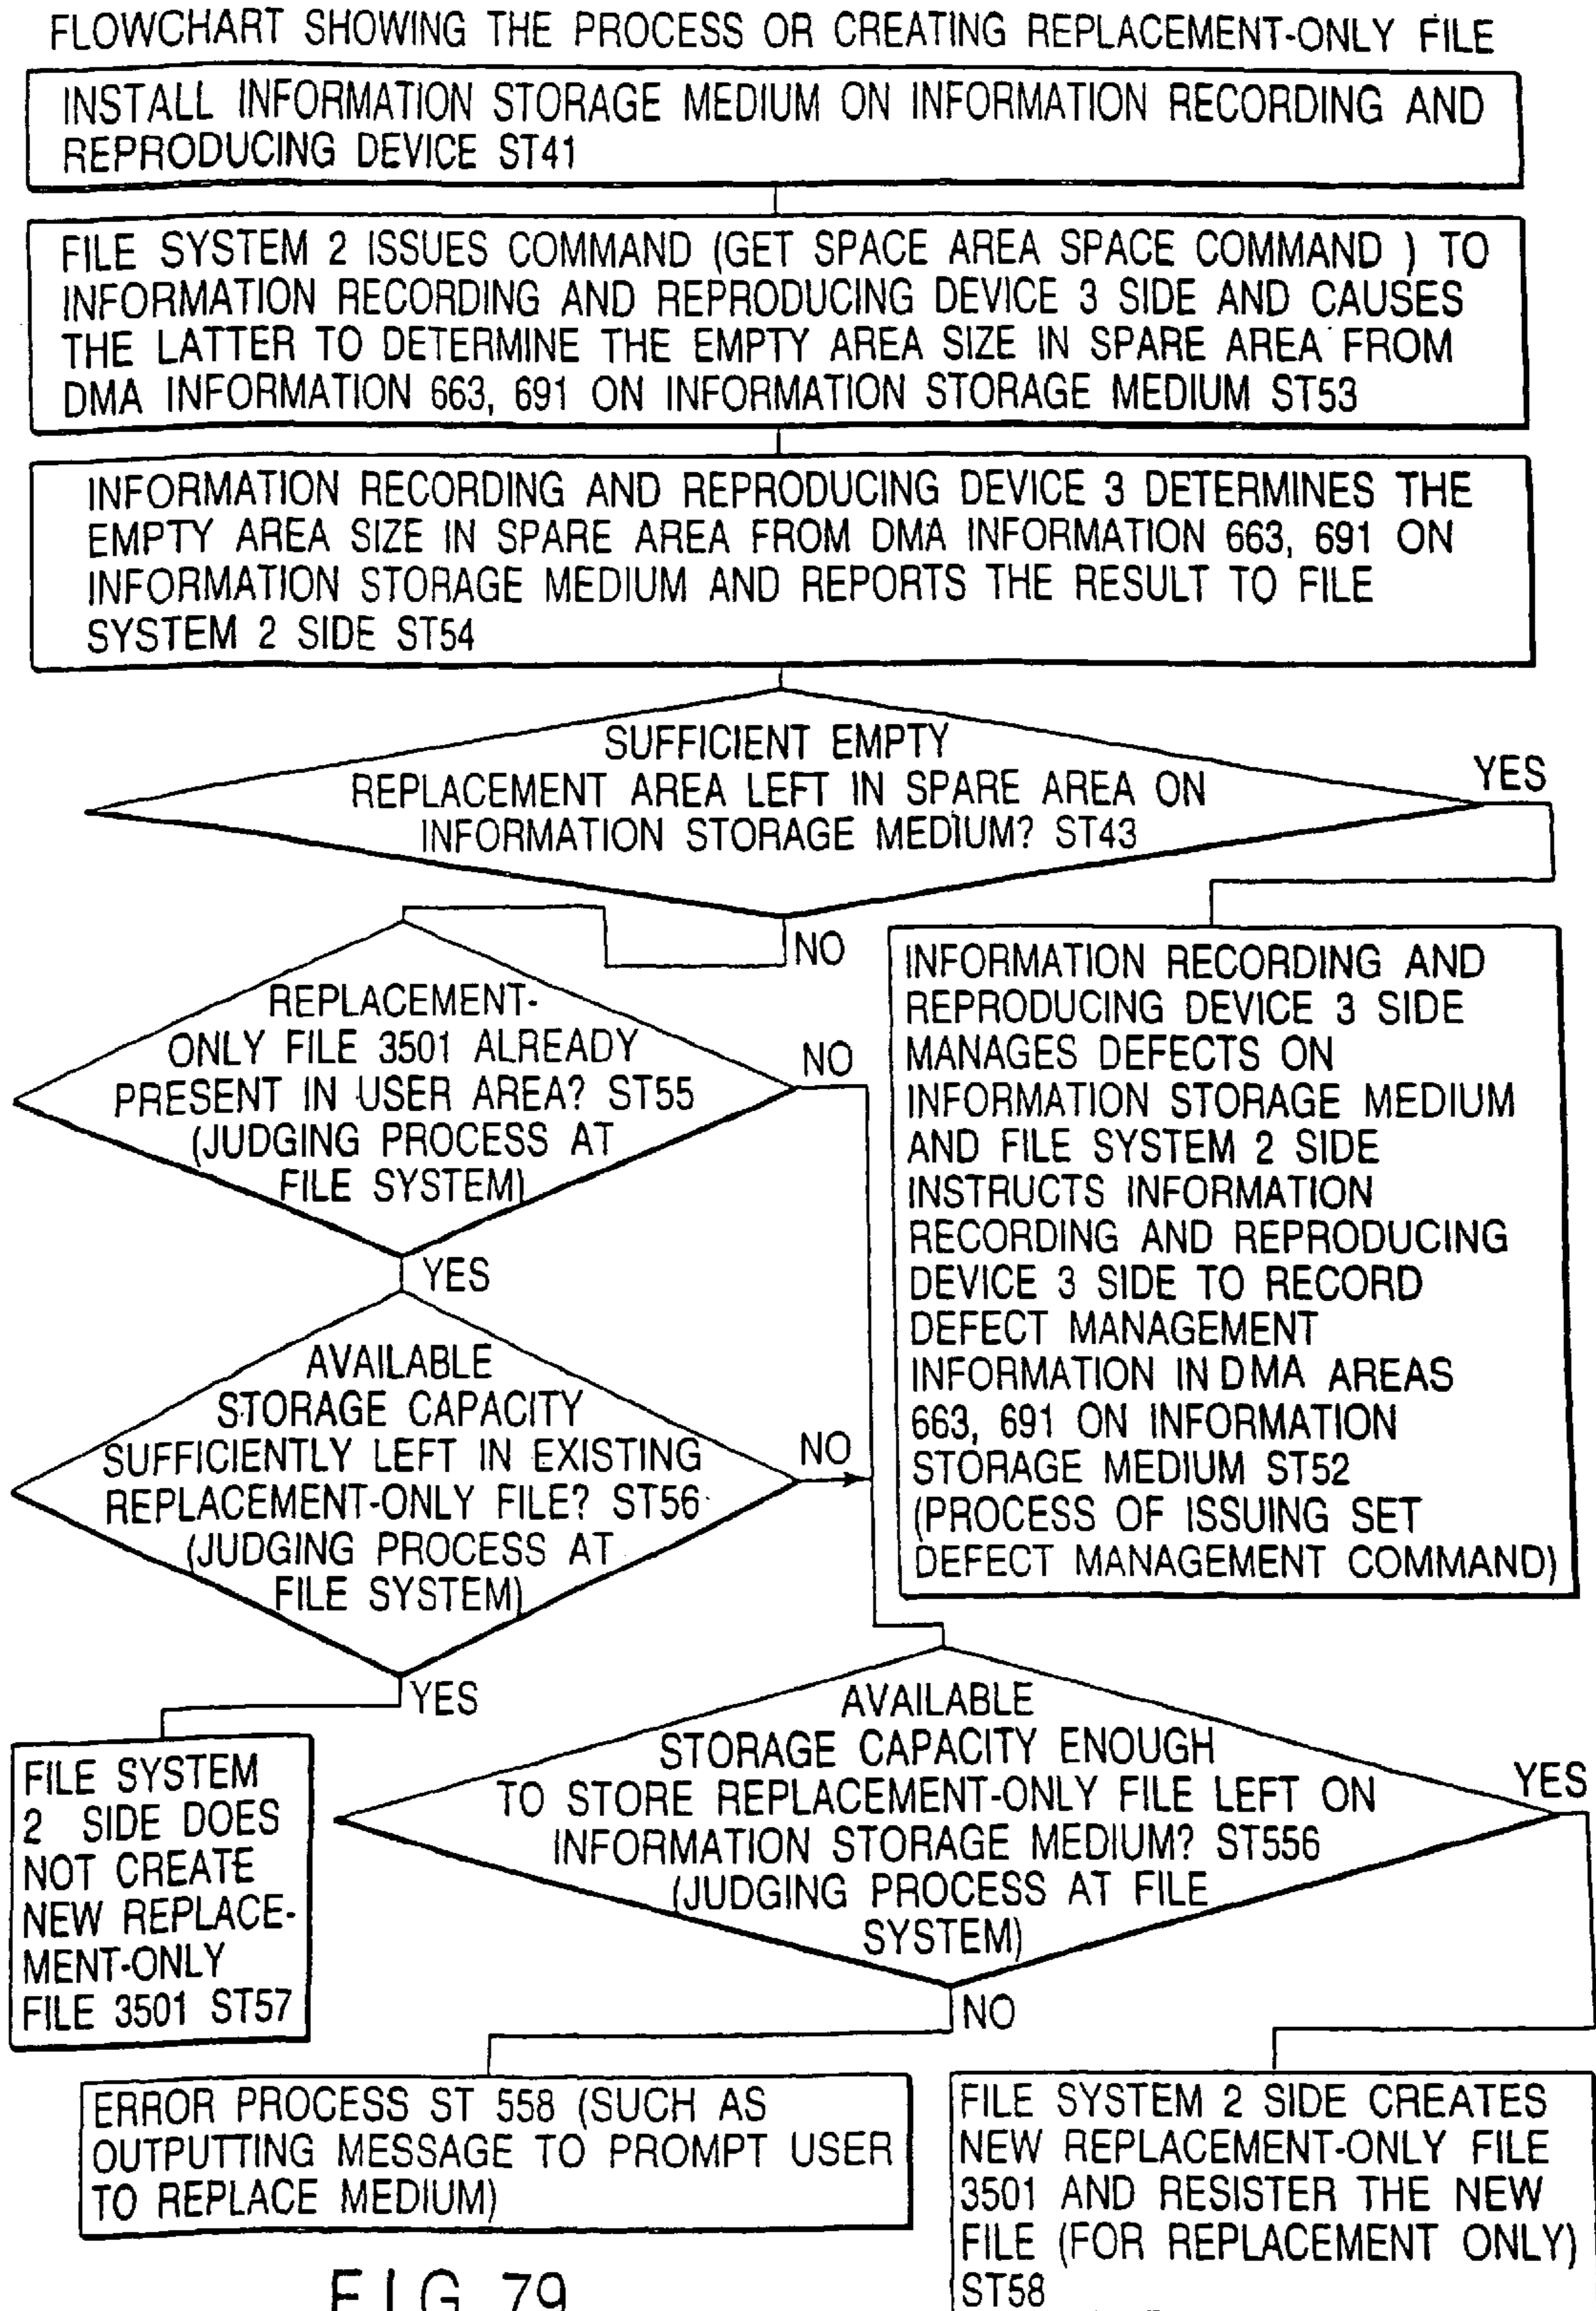 FLOWCHART SHOWING THE PROCESS OR CREATING REPLACEMENT-ONLY FILE
INSTALL INFORMATION STORAGE MEDIUM ON INFORMATION RECORDING AND
REPRODUCING DEVICE ST41
FILE SYSTEM 2 ISSUES COMMAND (GET SPACE AREA SPACE COMMAND ) TO
INFORMATION RECORDING AND REPRODUCING DEVICE 3 SIDE AND CAUSES
THE LATTER TO DETERMINE THE EMPTY AREA SIZE IN SPARE AREA FROM
DMA INFORMATION 663, 691 ON INFORMATION STORAGE MEDIUM ST53
INFORMATION RECORDING AND REPRODUCING DEVICE 3 DETERMINES THE
EMPTY AREA SIZE IN SPARE AREA FROM DMA INFORMATION 663, 691 ON
INFORMATION STORAGE MEDIUM AND REPORTS THE RESULT TO FILE
SYSTEM 2 SIDE ST54
SUFFICIENT EMPTY
REPLACEMENT AREA LEFT IN SPARE AREA ON
INFORMATION STORAGE MEDIUM? ST43
YES
NO
REPLACEMENT-
ONLY FILE 3501 ALREADY
PRESENT IN USER AREA? ST55
(JUDGING PROCESS AT
FILE SYSTEM)
NO
YES
INFORMATION RECORDING AND
REPRODUCING DEVICE 3 SIDE
MANAGES DEFECTS ON
INFORMATION STORAGE MEDIUM
AND FILE SYSTEM 2 SIDE
INSTRUCTS INFORMATION
RECORDING AND REPRODUCING
DEVICE 3 SIDE TO RECORD
DEFECT MANAGEMENT
INFORMATION IN DMA AREAS
663, 691 ON INFORMATION
STORAGE MEDIUM ST52
(PROCESS OF ISSUING SET
DEFECT MANAGEMENT COMMAND)
AVAILABLE
STORAGE CAPACITY
SUFFICIENTLY LEFT IN EXISTING
REPLACEMENT-ONLY FILE? ST56
(JUDGING PROCESS AT
FILE SYSTEM)
NO
YES
FILE SYSTEM
2 SIDE DOES
NOT CREATE
NEW REPLACE-
MENT-ONLY
FILE 3501 ST57
AVAILABLE
STORAGE CAPACITY ENOUGH
TO STORE REPLACEMENT-ONLY FILE LEFT ON
INFORMATION STORAGE MEDIUM? ST556
(JUDGING PROCESS AT FILE
SYSTEM)
YES
NO
ERROR PROCESS ST 558 (SUCH AS
OUTPUTTING MESSAGE TO PROMPT USER
TO REPLACE MEDIUM)
FILE SYSTEM 2 SIDE CREATES
NEW REPLACEMENT-ONLY FILE
3501 AND RESISTER THE NEW
FILE (FOR REPLACEMENT ONLY)
ST58
FIG. 79